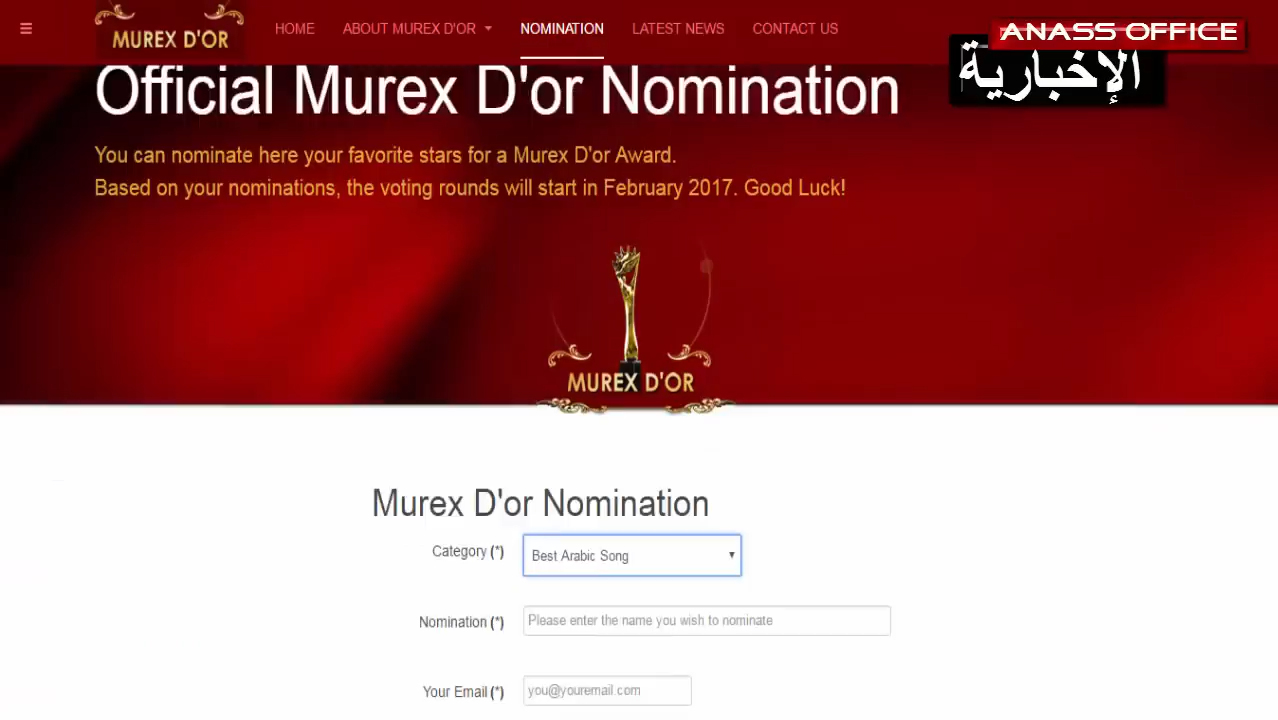 MUREX D'OR
HOME
ABOUT MUREX D'OR
NOMINATION
LATEST NEWS
CONTACT US
ANASS OFFICE
الإخبارية
Official Murex D'or Nomination
You can nominate here your favorite stars for a Murex D'or Award.
Based on your nominations, the voting rounds will start in February 2017. Good Luck!
MUREX D'OR
Murex D'or Nomination
Category (*)
Best Arabic Song
Nomination (*)
Please enter the name you wish to nominate
Your Email (*)
you@youremail.com